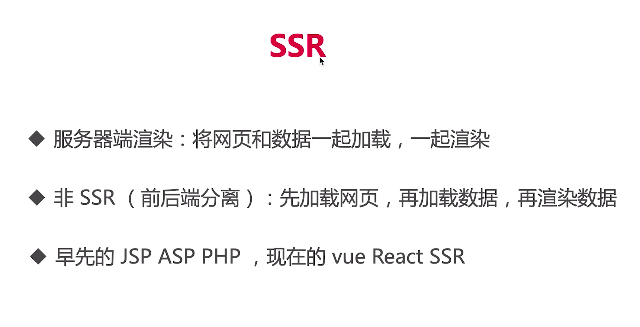 SSR
◆ 服务器端渲染：将网页和数据一起加载，一起渲染
◆ 非 SSR （前后端分离）：先加载网页，再加载数据，再渲染数据
◆ 早先的 JSP ASP PHP ，现在的 vue React SSR